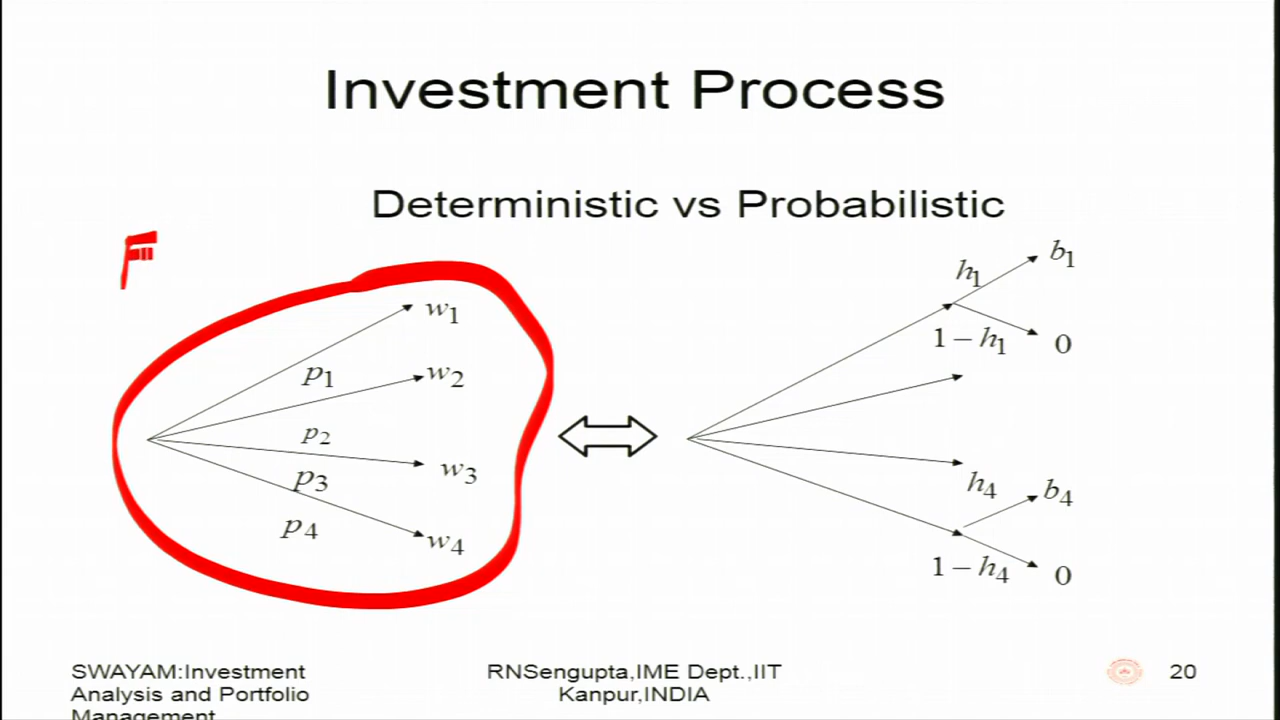 Investment Process
Deterministic vs Probabilistic
w1
p1
w2
p2
w3
p3
p4
w4
h1
b1
1 − h1
0
h4
b4
1 − h4
0
SWAYAM:Investment
Analysis and Portfolio
Management
RNSengupta,IME Dept.,IIT
Kanpur,INDIA
20